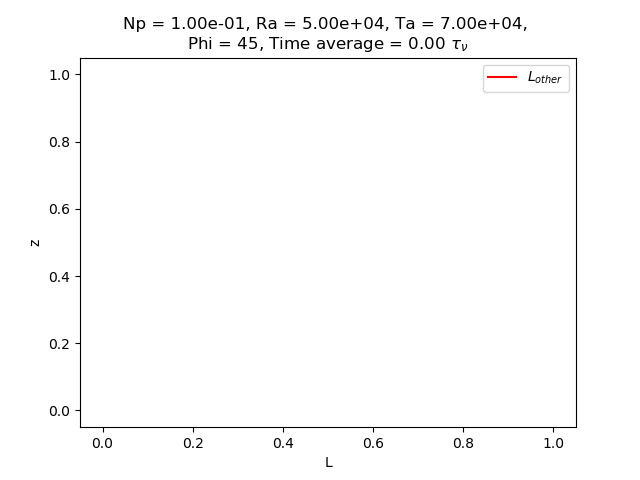 Np = 1.00e-01, Ra = 5.00e+04, Ta = 7.00e+04,
Phi = 45, Time average = 0.00 τ_ν
L_other
1.0
0.8
0.6
0.4
0.2
0.0
z
0.0 0.2 0.4 0.6 0.8 1.0
L